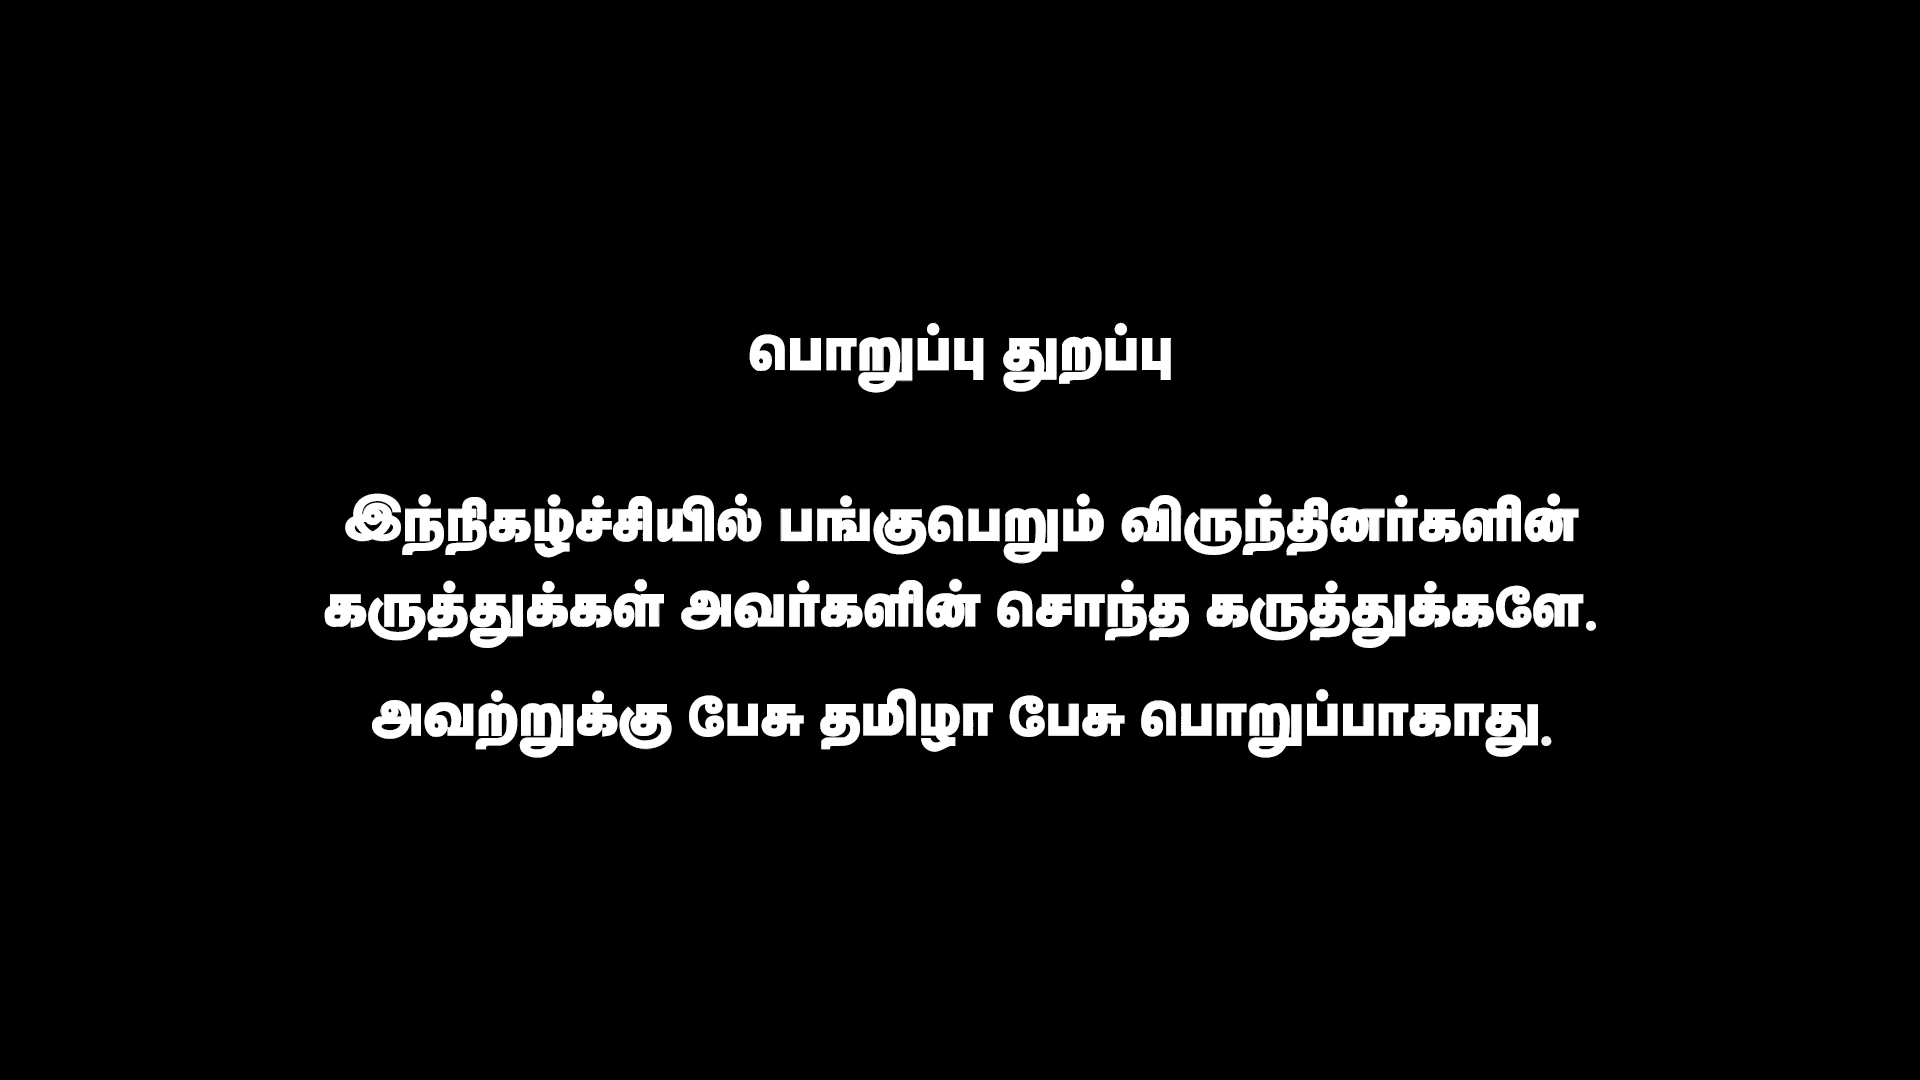 பொறுப்பு துறப்பு
இந்நிகழ்ச்சியில் பங்குபெறும் விருந்தினர்களின்
கருத்துக்கள் அவர்களின் சொந்த கருத்துக்களே.
அவற்றுக்கு பேசு தமிழா பேசு பொறுப்பாகாது.